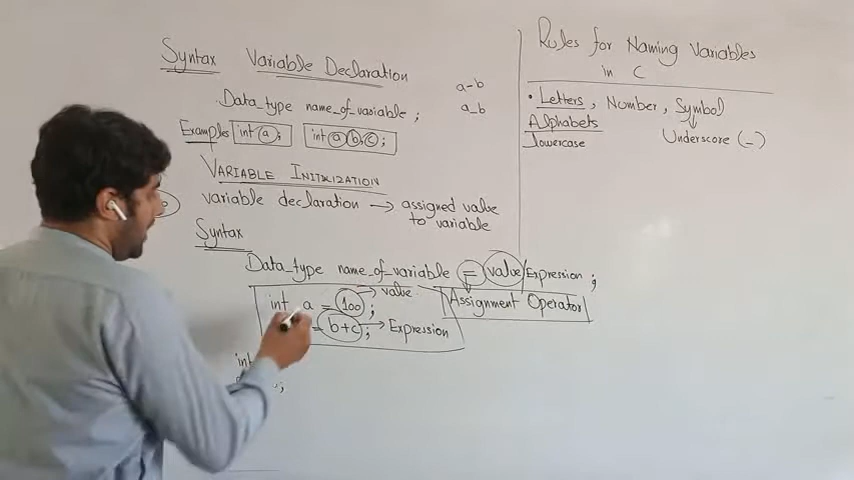 Syntax Variable Declaration
Data_type name_of_variable ;
a-b
a_b
Examples int a ; int a b c ;
VARIABLE INITILIZATION
variable declaration → assigned value
to variable
Syntax
Data_type name_of_variable = value/Expression ;
int a = 100 ; → value
= b+c ; → Expression
Assignment Operator
int
;
Rules for Naming Variables
in C
• Letters , Number , Symbol
Alphabets Underscore (_)
lowercase